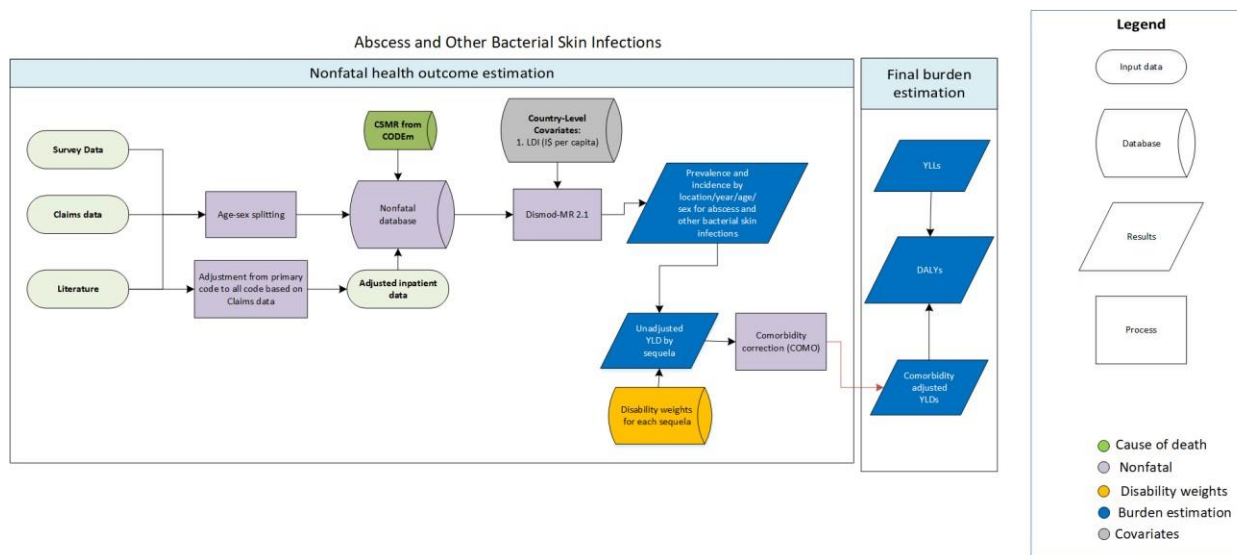 Abscess and Other Bacterial Skin Infections
Nonfatal health outcome estimation
Final burden
estimation
CSMR from
CODEm
Country-Level
Covariates:
1. LDI (I$ per capita)
Survey Data
Claims data
Literature
Age-sex splitting
Nonfatal
database
Dismod-MR 2.1
Prevalence and
incidence by
location/year/age/
sex for abscess and
other bacterial skin
infections
Adjustment from primary
code to all code based on
Claims data
Adjusted inpatient
data
Unadjusted
YLD by
sequela
Comorbidity
correction (COMO)
Disability weights
for each sequela
YLLs
DALYs
Comorbidity
adjusted
YLDs
Legend
Input data
Database
Results
Process
Cause of death
Nonfatal
Disability weights
Burden estimation
Covariates